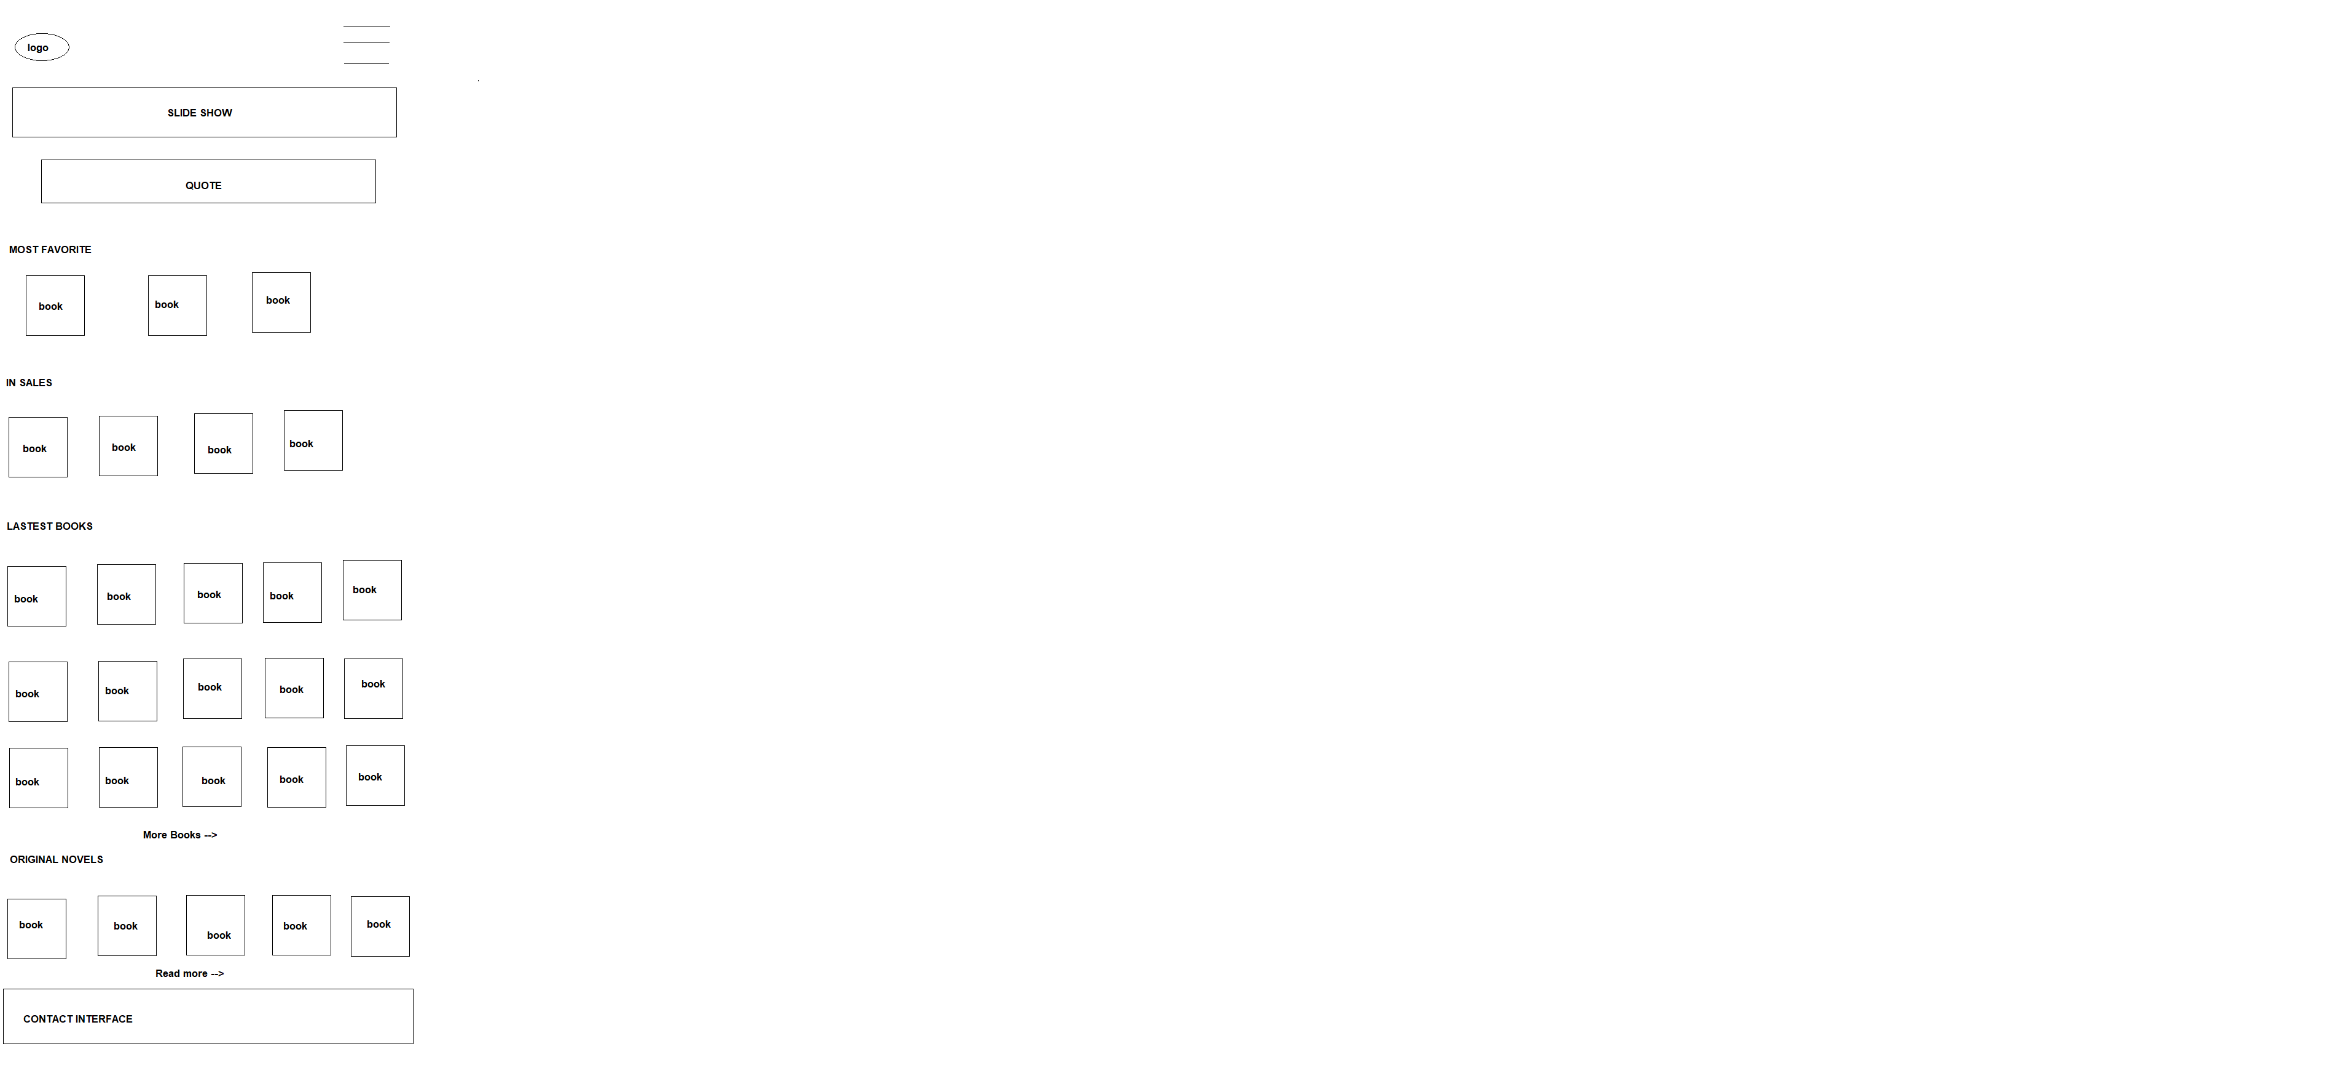 logo
SLIDE SHOW
QUOTE
MOST FAVORITE
book book book
IN SALES
book book book book
LASTEST BOOKS
book book book book book
book book book book book
book book book book book
More Books -->
ORIGINAL NOVELS
book book book book book
Read more -->
CONTACT INTERFACE